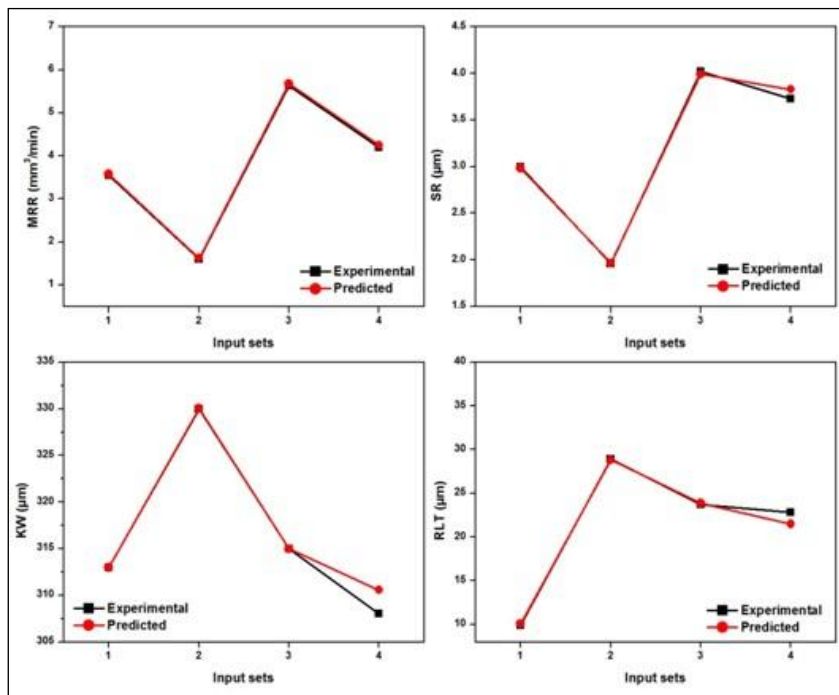 7
6
5
4
3
2
1
MRR (mm³/min)
Experimental
Predicted
1 2 3 4
Input sets
4.5
4.0
3.5
3.0
2.5
2.0
1.5
SR (µm)
Experimental
Predicted
1 2 3 4
Input sets
335
330
325
320
315
310
305
KW (µm)
Experimental
Predicted
1 2 3 4
Input sets
40
35
30
25
20
15
10
RLT (µm)
Experimental
Predicted
1 2 3 4
Input sets